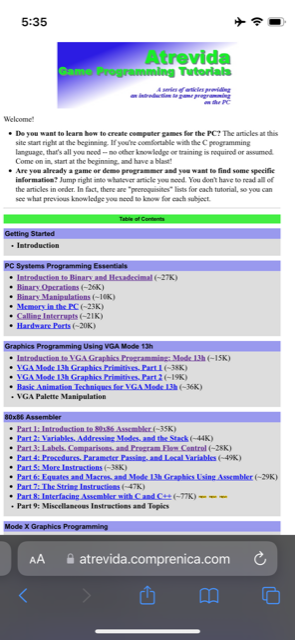 5:35
Atrevida
Game Programming Tutorials
A series of articles providing
an introduction to game programming
on the PC
Welcome!
• Do you want to learn how to create computer games for the PC? The articles at this
site start right at the beginning. If you're comfortable with the C programming
language, that's all you need -- no other knowledge or training is required or assumed.
Come on in, start at the beginning, and have a blast!
• Are you already a game or demo programmer and you want to find some specific
information? Jump right into whatever article you need. You don't have to read all of
the articles in order. In fact, there are "prerequisites" lists for each tutorial, so you can
see what previous knowledge you need to know for each subject.
Table of Contents
Getting Started
• Introduction
PC Systems Programming Essentials
• Introduction to Binary and Hexadecimal (~27K)
• Binary Operations (~26K)
• Binary Manipulations (~10K)
• Memory in the PC (~23K)
• Calling Interrupts (~21K)
• Hardware Ports (~20K)
Graphics Programming Using VGA Mode 13h
• Introduction to VGA Graphics Programming: Mode 13h (~15K)
• VGA Mode 13h Graphics Primitives, Part 1 (~38K)
• VGA Mode 13h Graphics Primitives, Part 2 (~19K)
• Basic Animation Techniques for VGA Mode 13h (~36K)
• VGA Palette Manipulation
80x86 Assembler
• Part 1: Introduction to 80x86 Assembler (~35K)
• Part 2: Variables, Addressing Modes, and the Stack (~44K)
• Part 3: Labels, Comparisons, and Program Flow Control (~28K)
• Part 4: Procedures, Parameter Passing, and Local Variables (~49K)
• Part 5: More Instructions (~38K)
• Part 6: Equates and Macros, and Mode 13h Graphics Using Assembler (~29K)
• Part 7: The String Instructions (~47K)
• Part 8: Interfacing Assembler with C and C++ (~77K)
• Part 9: Miscellaneous Instructions and Topics
Mode X Graphics Programming
AA atrevida.comprenica.com